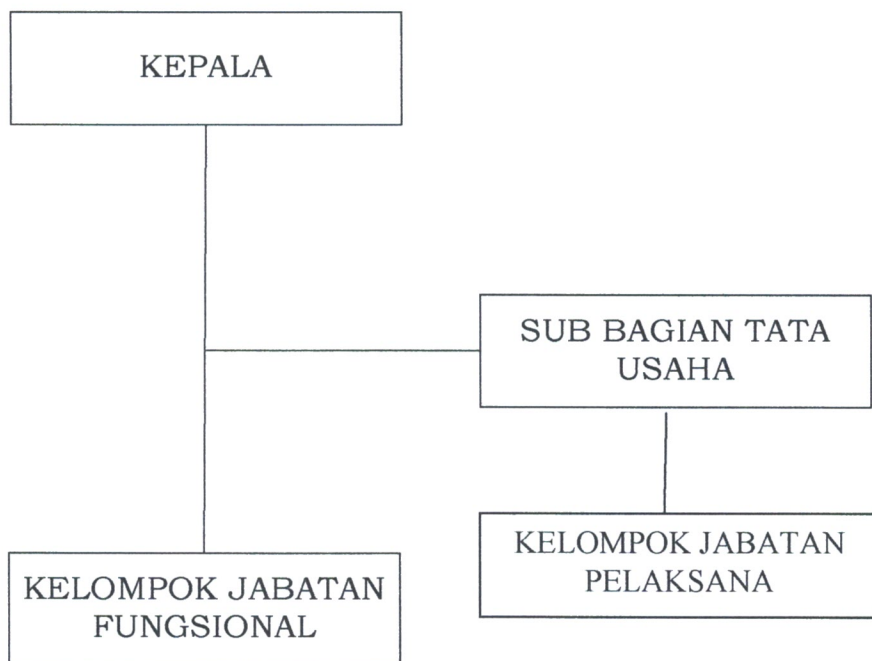 KEPALA
SUB BAGIAN TATA
USAHA
KELOMPOK JABATAN
PELAKSANA
KELOMPOK JABATAN
FUNGSIONAL